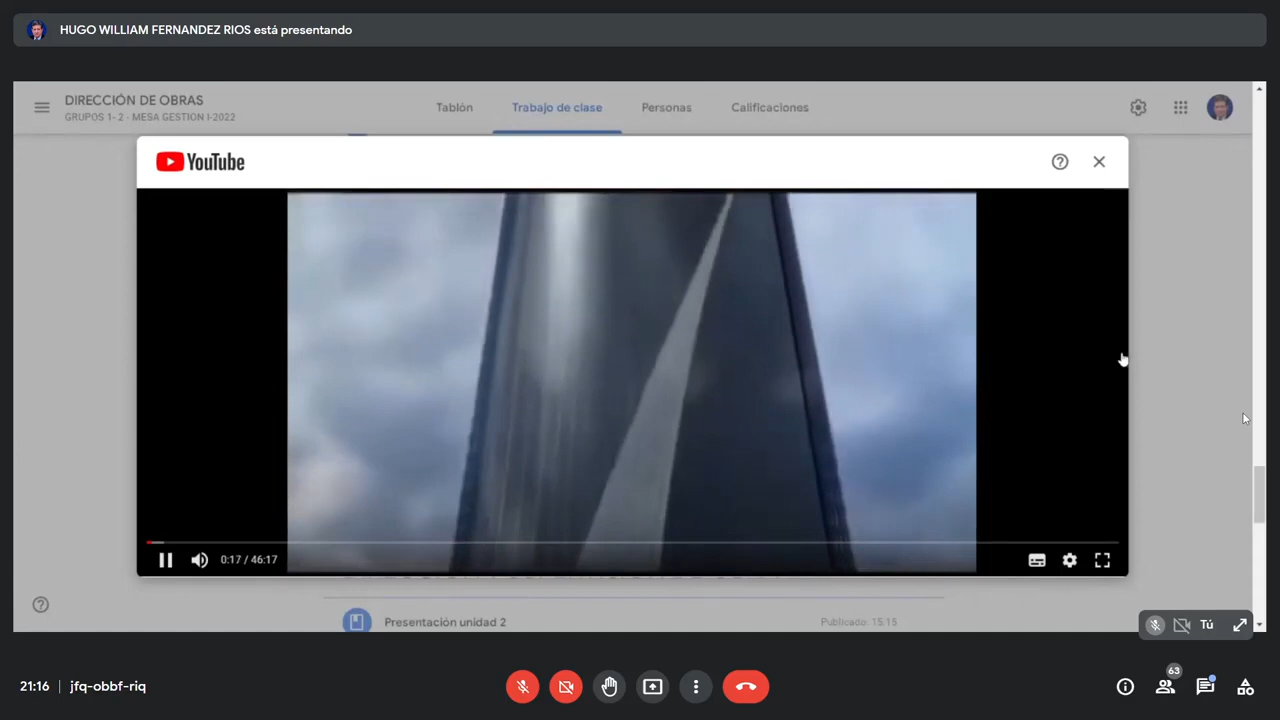 HUGO WILLIAM FERNANDEZ RIOS está presentando
DIRECCIÓN DE OBRAS
GRUPOS 1- 2 - MESA GESTION I-2022
Tablón
Trabajo de clase
Personas
Calificaciones
YouTube
0:17 / 46:17
Presentación unidad 2
Publicado: 15:15
Tú
21:16 | jfq-obbf-riq
63